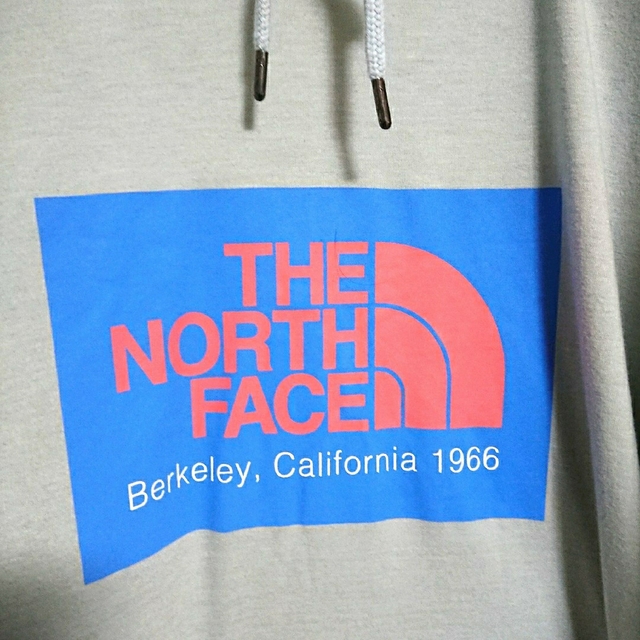 THE
NORTH
FACE
Berkeley, California 1966